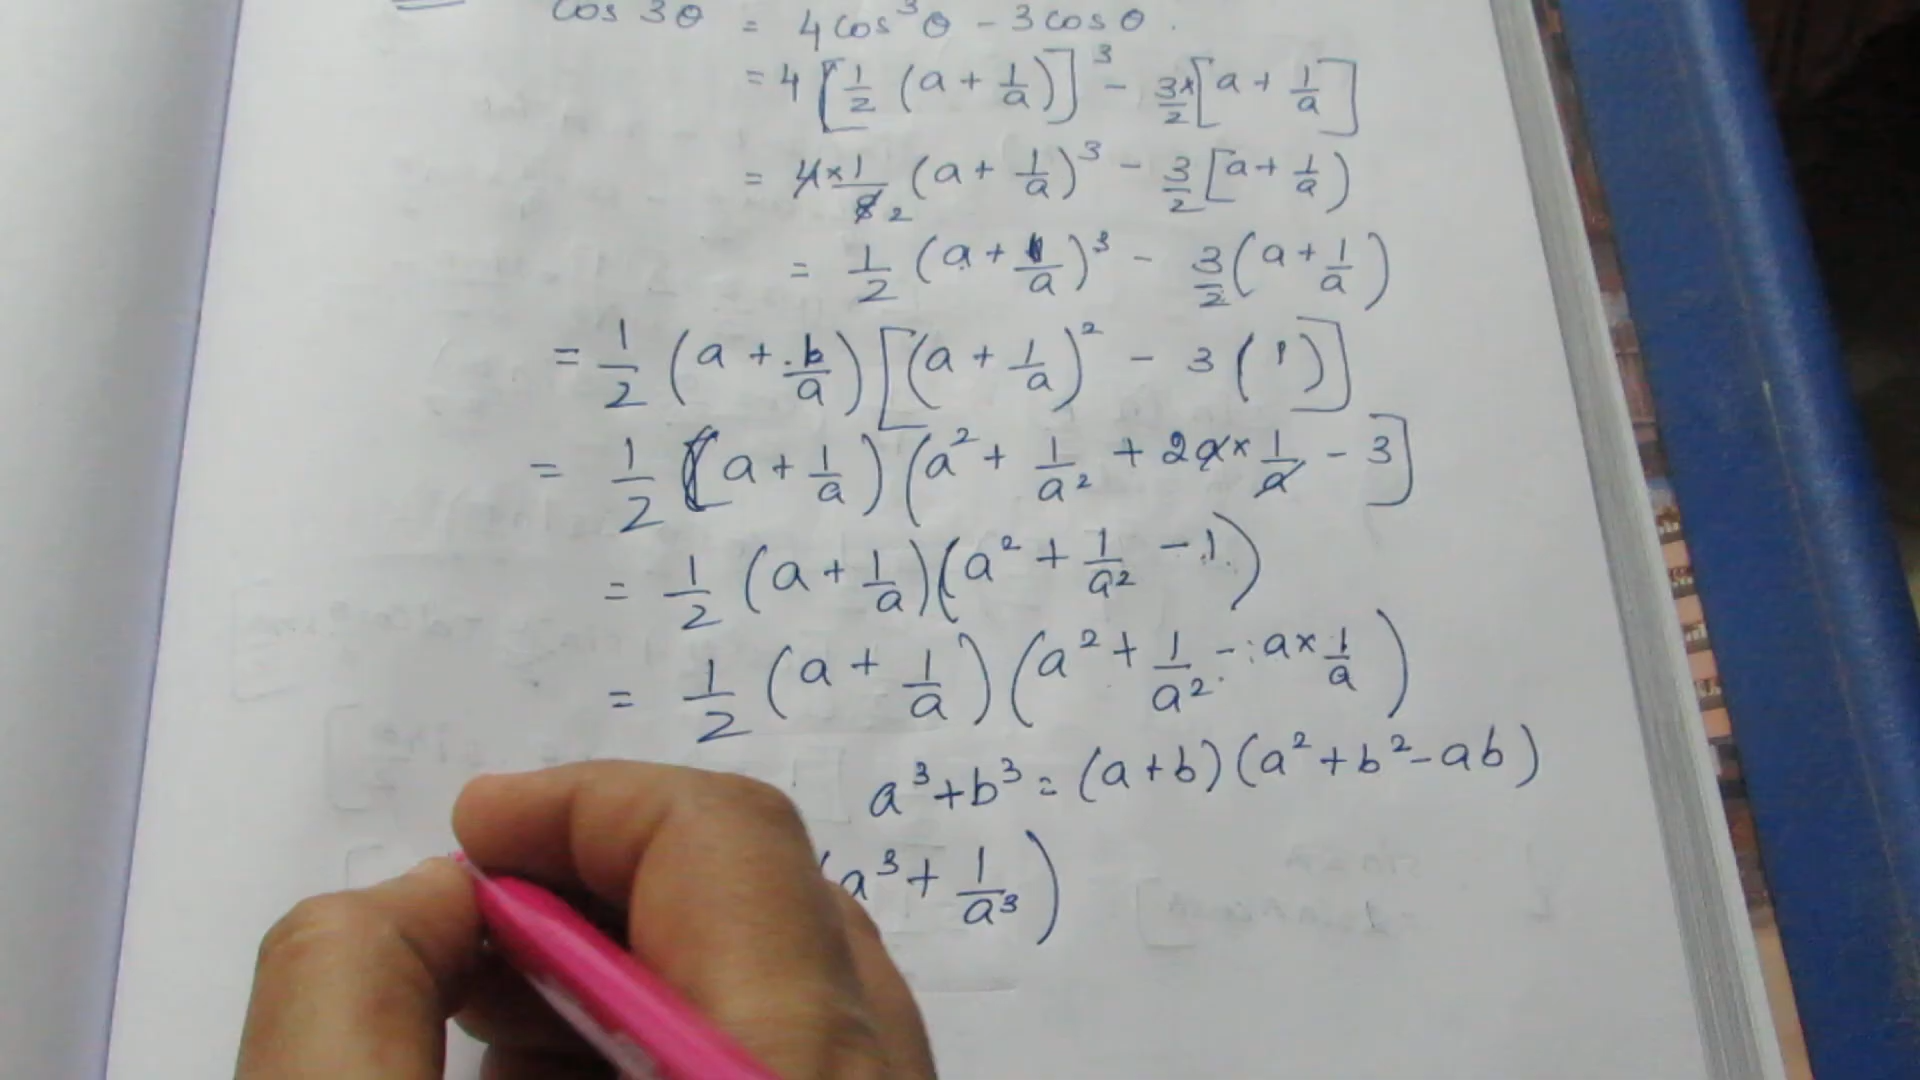 cos 3θ = 4cos³θ - 3cosθ.
= 4 [1/2 (a + 1/a)]³ - 3/2 × [a + 1/a]
= 4 × 1/8 2 (a + 1/a)³ - 3/2 [a + 1/a)
= 1/2 (a + 1/a)³ - 3/2 (a + 1/a)
= 1/2 (a + 1/a) [(a + 1/a)² - 3(1)]
= 1/2 [a + 1/a) (a² + 1/a² + 2a × 1/a - 3]
= 1/2 (a + 1/a)(a² + 1/a² - 1)
= 1/2 (a + 1/a) (a² + 1/a² - a × 1/a)
a³ + b³ = (a + b) (a² + b² - ab)
(a³ + 1/a³)